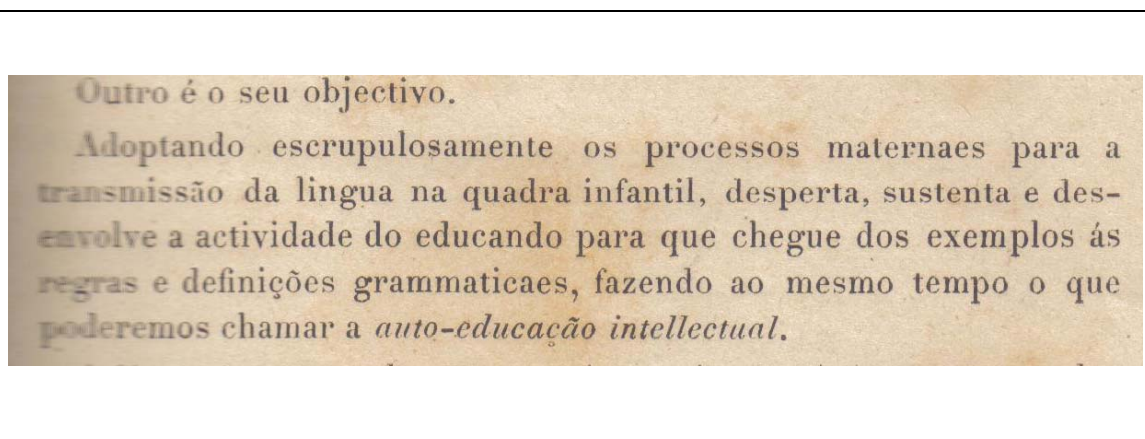 Outro é o seu objectivo.
Adoptando escrupulosamente os processos maternaes para a
transmissão da lingua na quadra infantil, desperta, sustenta e des-
envolve a actividade do educando para que chegue dos exemplos ás
regras e definições grammaticaes, fazendo ao mesmo tempo o que
poderemos chamar a auto-educação intellectual.